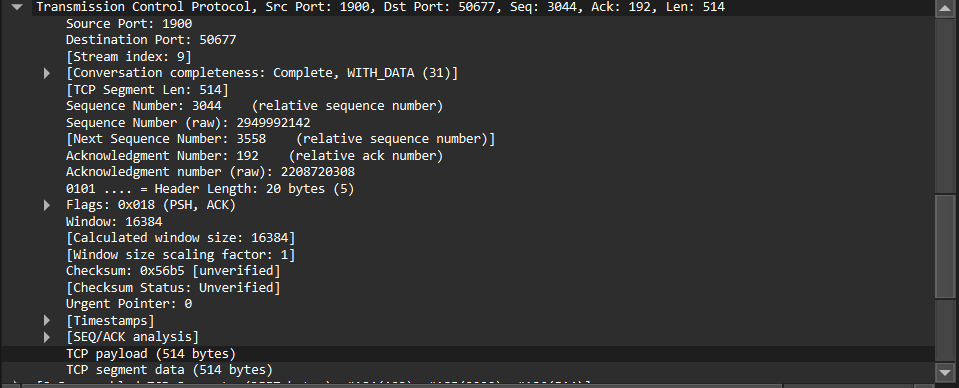 Transmission Control Protocol, Src Port: 1900, Dst Port: 50677, Seq: 3044, Ack: 192, Len: 514
Source Port: 1900
Destination Port: 50677
[Stream index: 9]
[Conversation completeness: Complete, WITH_DATA (31)]
[TCP Segment Len: 514]
Sequence Number: 3044    (relative sequence number)
Sequence Number (raw): 2949992142
[Next Sequence Number: 3558    (relative sequence number)]
Acknowledgment Number: 192    (relative ack number)
Acknowledgment number (raw): 2208720308
0101 .... = Header Length: 20 bytes (5)
Flags: 0x018 (PSH, ACK)
Window: 16384
[Calculated window size: 16384]
[Window size scaling factor: 1]
Checksum: 0x56b5 [unverified]
[Checksum Status: Unverified]
Urgent Pointer: 0
[Timestamps]
[SEQ/ACK analysis]
TCP payload (514 bytes)
TCP segment data (514 bytes)